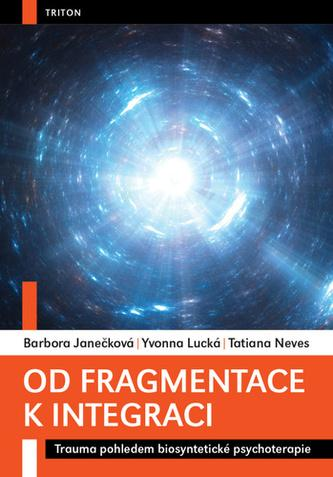 TRITON
Barbora Janečková | Yvonna Lucká | Tatiana Neves
OD FRAGMENTACE
K INTEGRACI
Trauma pohledem biosyntetické psychoterapie